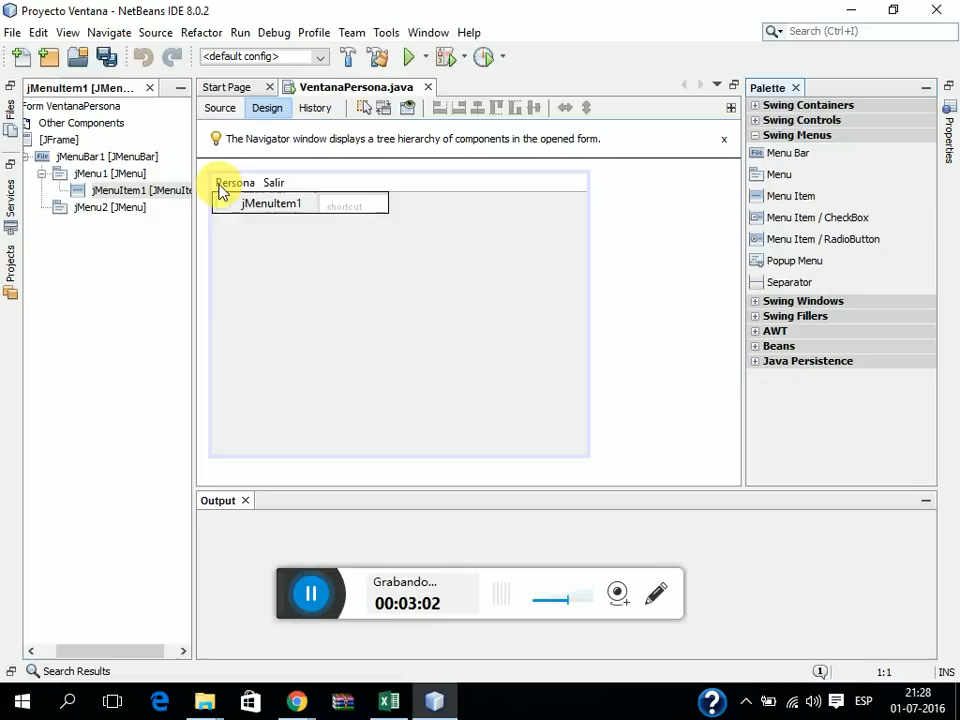 Proyecto Ventana - NetBeans IDE 8.0.2
File Edit View Navigate Source Refactor Run Debug Profile Team Tools Window Help
Search (Ctrl+I)
<default config>
jMenuItem1 [JMen...
Start Page
VentanaPersona.java
Palette
Source Design History
Files
Services
Projects
Properties
Form VentanaPersona
Other Components
[JFrame]
jMenuBar1 [JMenuBar]
jMenu1 [JMenu]
jMenuItem1 [JMenuIte
jMenu2 [JMenu]
The Navigator window displays a tree hierarchy of components in the opened form.
x
Persona Salir
jMenuItem1 shortcut
Swing Containers
Swing Controls
Swing Menus
Menu Bar
Menu
Menu Item
Menu Item / CheckBox
Menu Item / RadioButton
Popup Menu
Separator
Swing Windows
Swing Fillers
AWT
Beans
Java Persistence
Output
Grabando...
00:03:02
Search Results
1
1:1
INS
ESP
21:28
01-07-2016